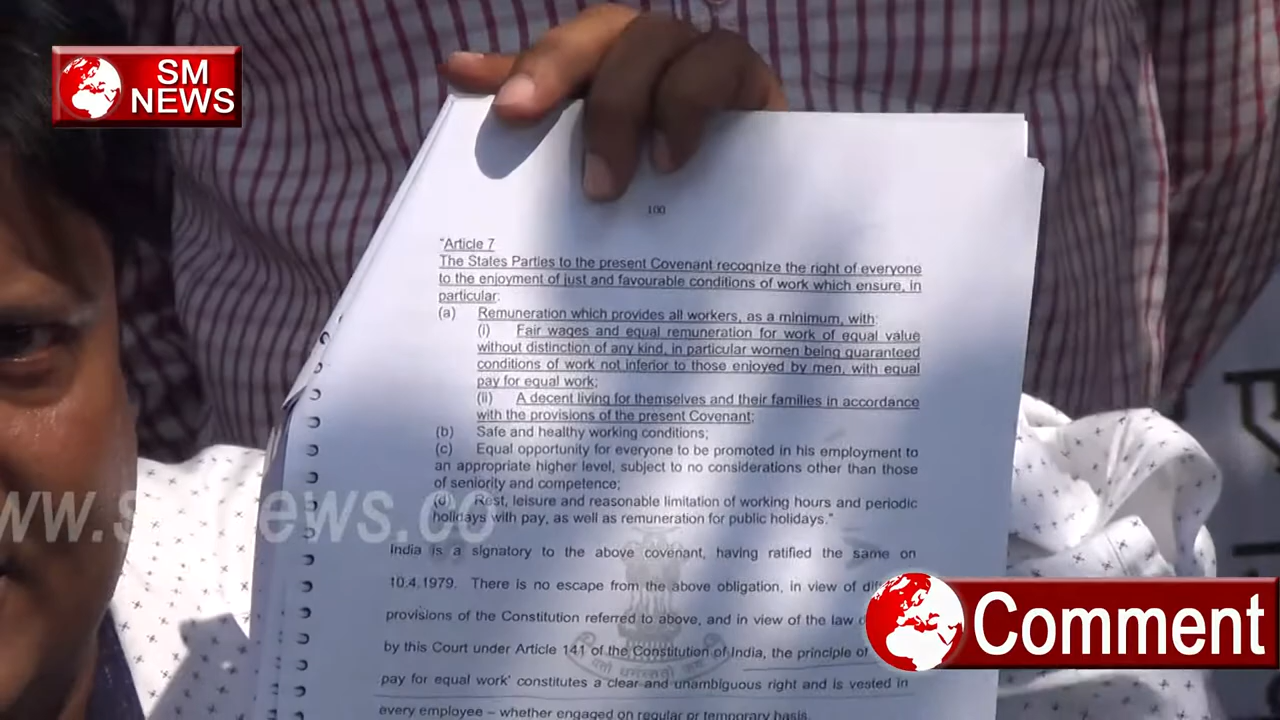 SM
NEWS
100
"Article 7
The States Parties to the present Covenant recognize the right of everyone
to the enjoyment of just and favourable conditions of work which ensure, in
particular:
(a) Remuneration which provides all workers, as a minimum, with:
(i) Fair wages and equal remuneration for work of equal value
without distinction of any kind, in particular women being guaranteed
conditions of work not inferior to those enjoyed by men, with equal
pay for equal work;
(ii) A decent living for themselves and their families in accordance
with the provisions of the present Covenant;
(b) Safe and healthy working conditions;
(c) Equal opportunity for everyone to be promoted in his employment to
an appropriate higher level, subject to no considerations other than those
of seniority and competence;
(d) Rest, leisure and reasonable limitation of working hours and periodic
holidays with pay, as well as remuneration for public holidays."
India is a signatory to the above covenant, having ratified the same on
10.4.1979. There is no escape from the above obligation, in view of
provisions of the Constitution referred to above, and in view of the law
by this Court under Article 141 of the Constitution of India, the principle of
pay for equal work' constitutes a clear and unambiguous right and is vested in
every employee – whether engaged on regular or temporary basis.
Comment